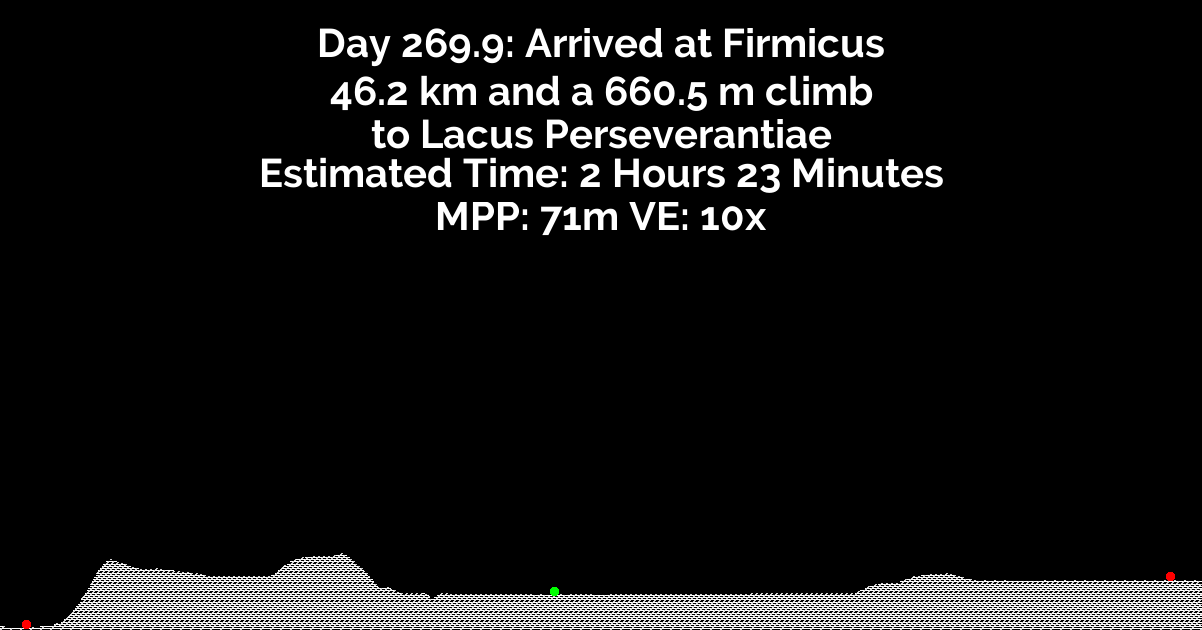 Day 269.9: Arrived at Firmicus
46.2 km and a 660.5 m climb
to Lacus Perseverantiae
Estimated Time: 2 Hours 23 Minutes
MPP: 71m VE: 10x